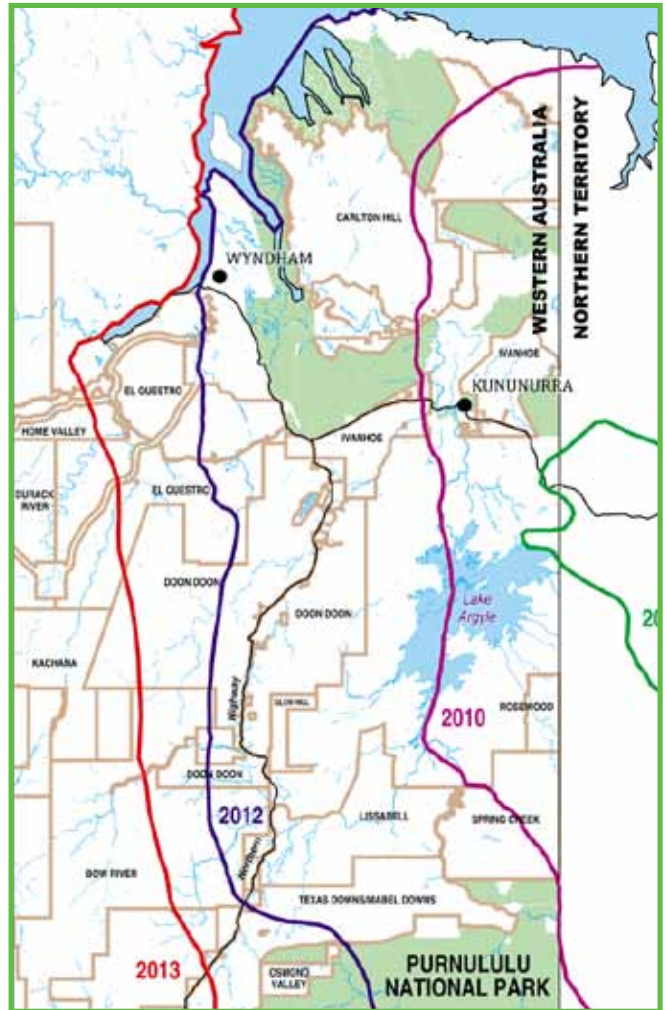 WESTERN AUSTRALIA
NORTHERN TERRITORY
CARLTON HILL
WYNDHAM
IVANHOE
EL QUESTRO
KUNUNURRA
HOME VALLEY
IVANHOE
DURACK
RIVER
EL QUESTRO
DOON DOON
Lake
Argyle
DOON DOON
KACHANA
Highway
GLEN HILL
ROSEWOOD
2010
DOON DOON
2012
LISSADELL
SPRING CREEK
Northern
BOW RIVER
TEXAS DOWNS/MABEL DOWNS
2013
OSMOND
VALLEY
PURNULULU
NATIONAL PARK